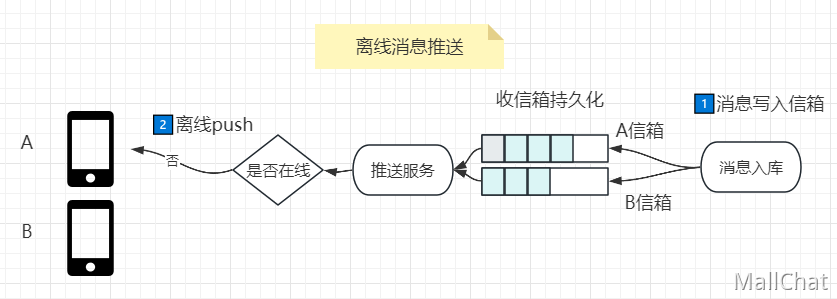 离线消息推送
收信箱持久化
1 消息写入信箱
2 离线push
A信箱
A
否
是否在线
推送服务
消息入库
B信箱
B
MallChat